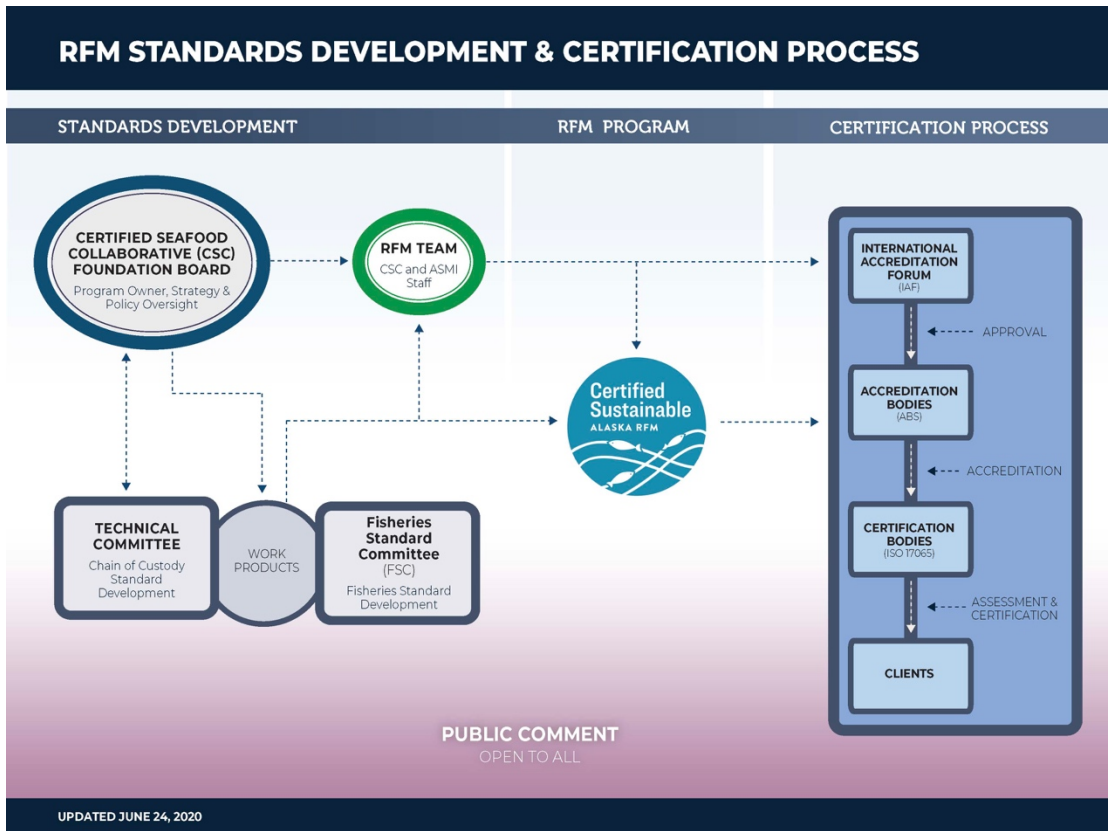 RFM STANDARDS DEVELOPMENT & CERTIFICATION PROCESS
STANDARDS DEVELOPMENT
RFM PROGRAM
CERTIFICATION PROCESS
CERTIFIED SEAFOOD
COLLABORATIVE (CSC)
FOUNDATION BOARD
Program Owner, Strategy &
Policy Oversight
RFM TEAM
CSC and ASMI
Staff
INTERNATIONAL
ACCREDITATION
FORUM
(IAF)
APPROVAL
Certified
Sustainable
ALASKA RFM
ACCREDITATION
BODIES
(ABS)
ACCREDITATION
TECHNICAL
COMMITTEE
Chain of Custody
Standard
Development
WORK
PRODUCTS
Fisheries
Standard
Committee
(FSC)
Fisheries Standard
Development
CERTIFICATION
BODIES
(ISO 17065)
ASSESSMENT &
CERTIFICATION
CLIENTS
PUBLIC COMMENT
OPEN TO ALL
UPDATED JUNE 24, 2020